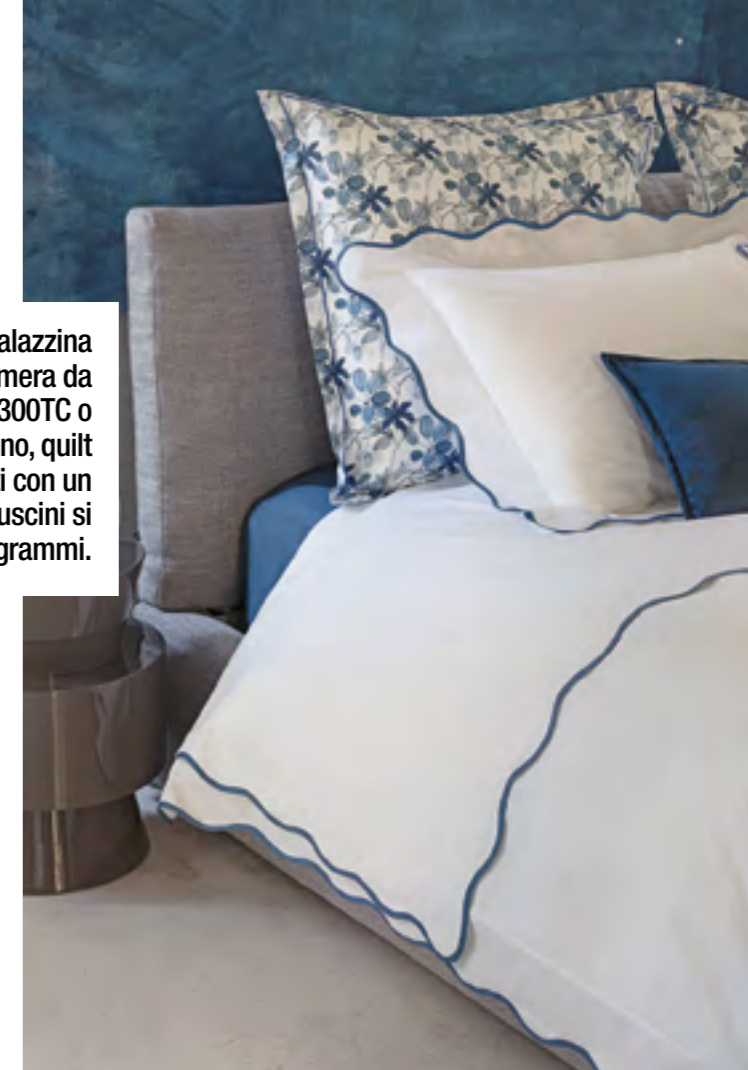 alazzina
mera da
300TC o
no, quilt
i con un
uscini si
grammi.